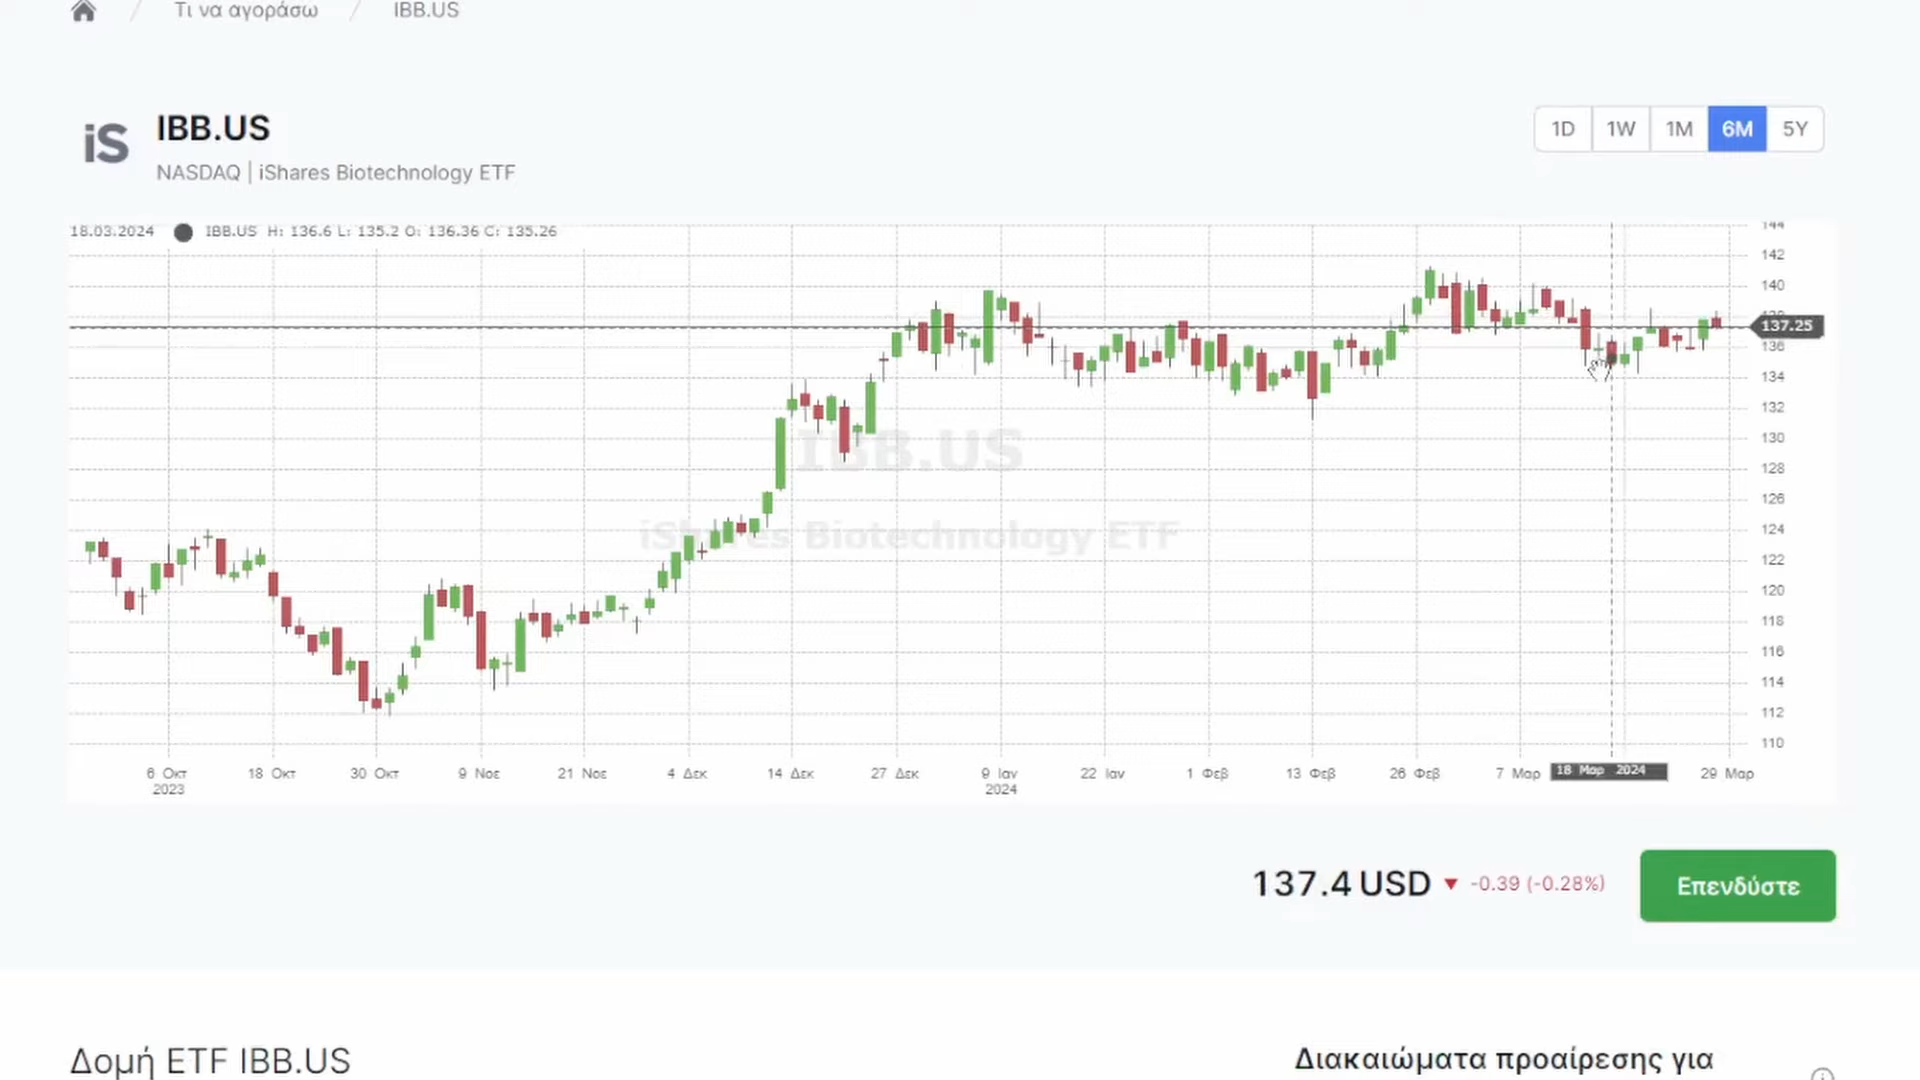 / Τι να αγοράσω / IBB.US
iS
IBB.US
NASDAQ | iShares Biotechnology ETF
1D 1W 1M 6M 5Y
18.03.2024 IBB.US H: 136.6 L: 135.2 O: 136.36 C: 135.26
144
142
140
138
137.25
136
134
132
130
128
126
124
122
120
118
116
114
112
110
IBB.US
iShares Biotechnology ETF
6 Οκτ 18 Οκτ 30 Οκτ 9 Νοε 21 Νοε 4 Δεκ 14 Δεκ 27 Δεκ 9 Ιαν 22 Ιαν 1 Φεβ 13 Φεβ 26 Φεβ 7 Μαρ 18 Μαρ 2024 29 Μαρ
2023 2024
137.4 USD ▼ -0.39 (-0.28%)
Επενδύστε
Δομή ETF IBB.US
Διακαιώματα προαίρεσης για